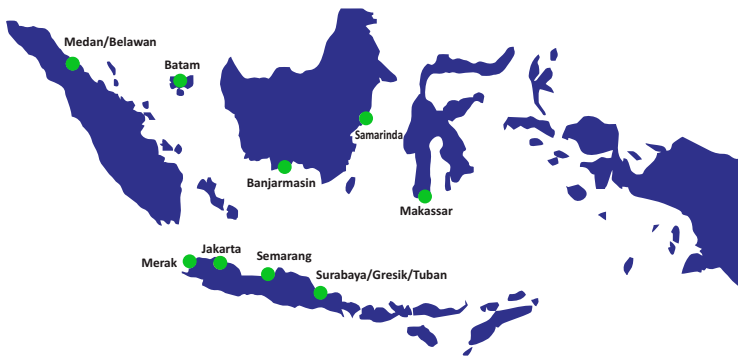 Medan/Belawan
Batam
Samarinda
Banjarmasin
Makassar
Jakarta
Merak
Semarang
Surabaya/Gresik/Tuban